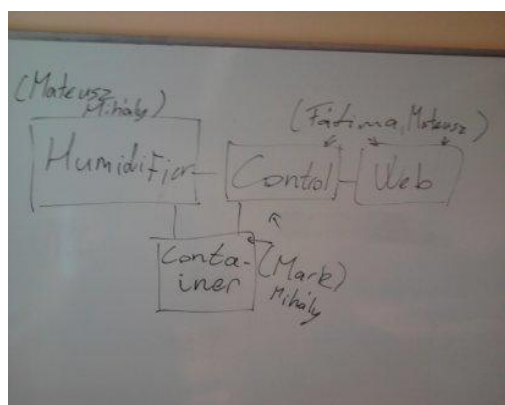 (Mateusz
Mihály)
(Fátima, Mateusz)
Humidifier
Control
Web
Conta-
iner
(Mark)
Mihály